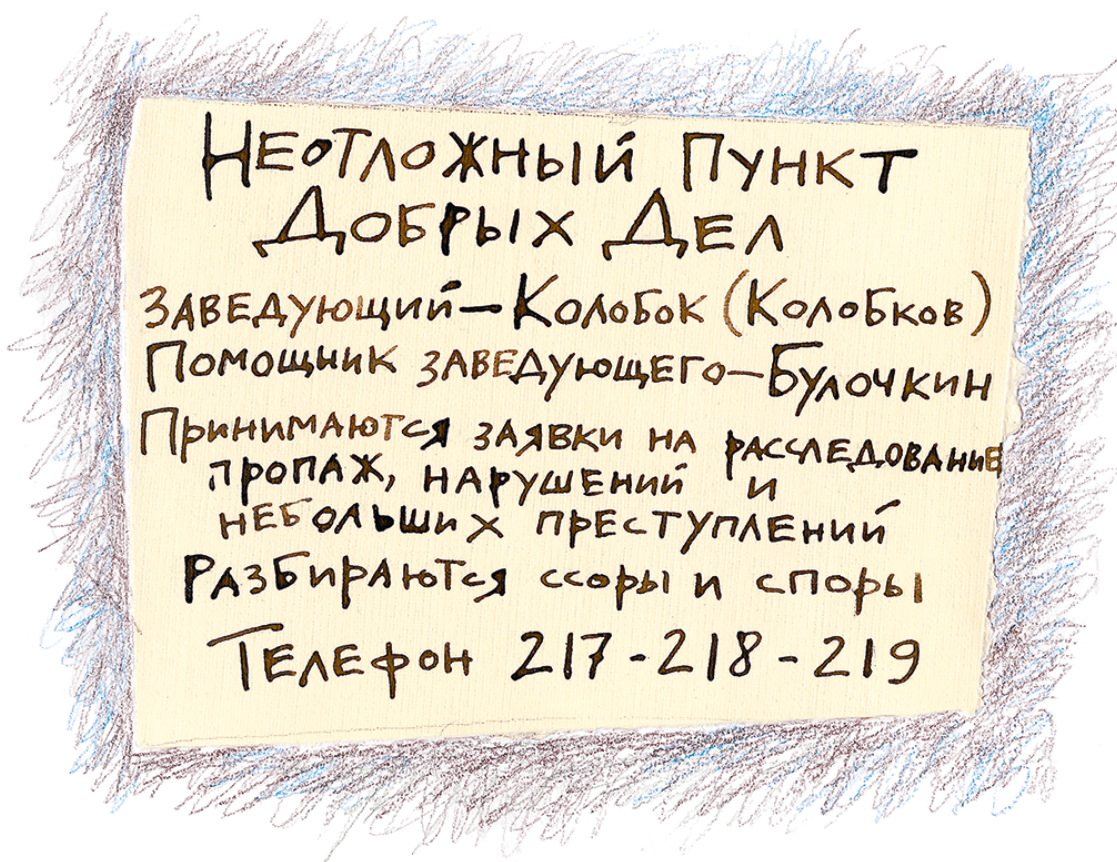 Неотложный Пункт
Добрых Дел
Заведующий – Колобок (Колобков)
Помощник заведующего – Булочкин
Принимаются заявки на расследование
пропаж, нарушений и
небольших преступлений
Разбираются ссоры и споры
Телефон 217-218-219